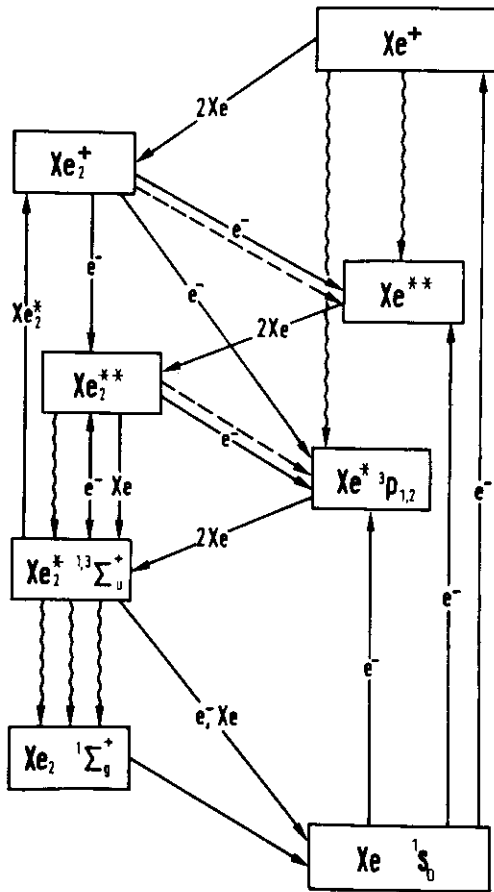 Xe⁺
2Xe
Xe₂⁺
e⁻
e⁻
Xe**
Xe₂*
e⁻
2Xe
Xe₂**
e⁻
Xe* ³P₁,₂
e⁻ Xe
e⁻
2Xe
Xe₂* ¹,³Σᵤ⁺
e⁻
e⁻
e,⁻ Xe
Xe₂ ¹Σg⁺
Xe ¹S₀